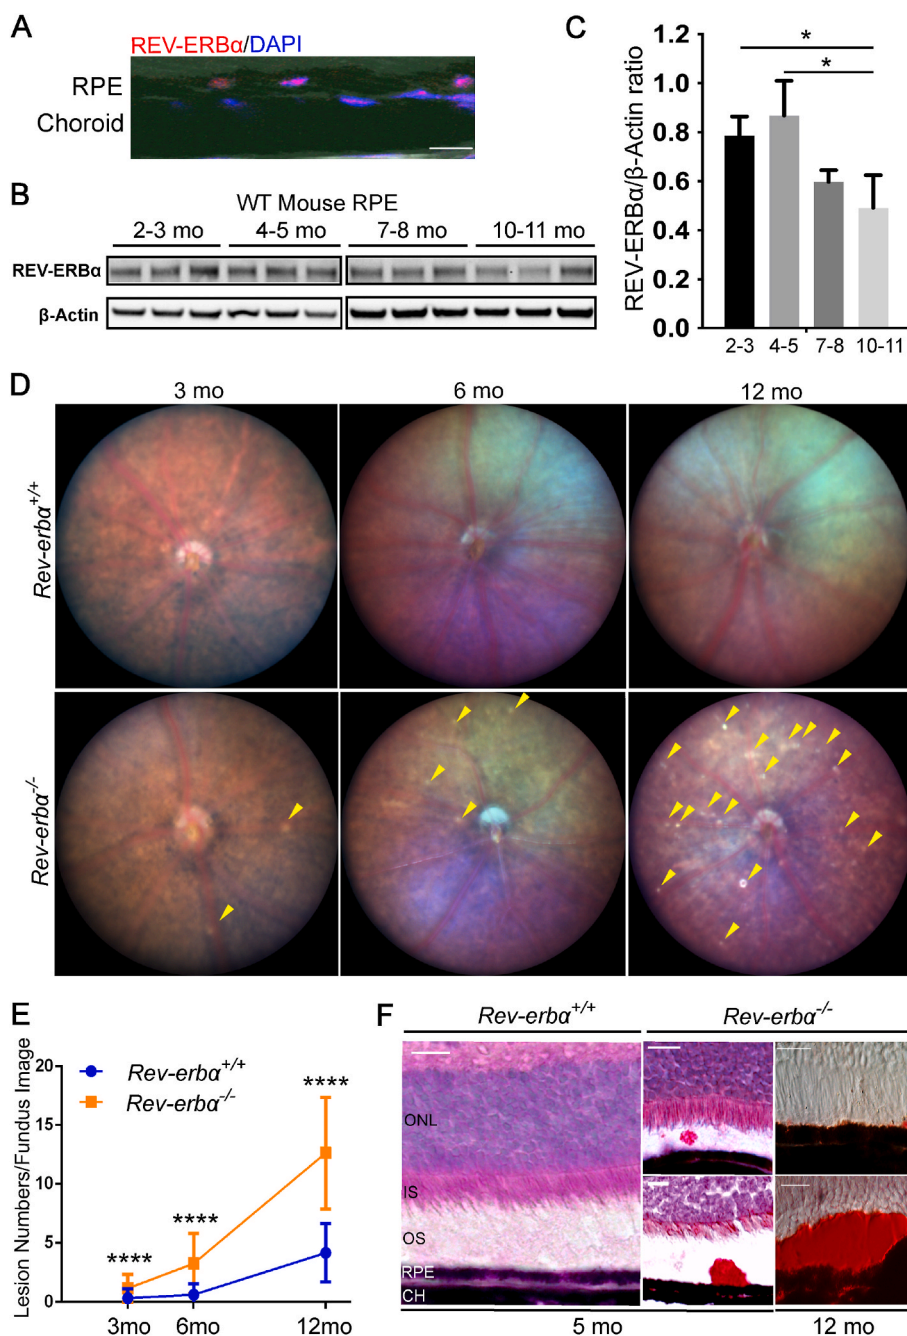 A
REV-ERBα/DAPI
RPE
Choroid
B
WT Mouse RPE
2-3 mo 4-5 mo 7-8 mo 10-11 mo
REV-ERBα
β-Actin
C
REV-ERBα/β-Actin ratio
1.2
1.0
0.8
0.6
0.4
0.2
0.0
*
*
2-3 4-5 7-8 10-11
D
3 mo 6 mo 12 mo
Rev-erbα+/+
Rev-erbα-/-
E
Lesion Numbers/Fundus Image
20
15
10
5
0
Rev-erbα+/+
Rev-erbα-/-
****
****
****
3mo 6mo 12mo
F
Rev-erbα+/+ Rev-erbα-/-
ONL
IS
OS
RPE
CH
5 mo 12 mo